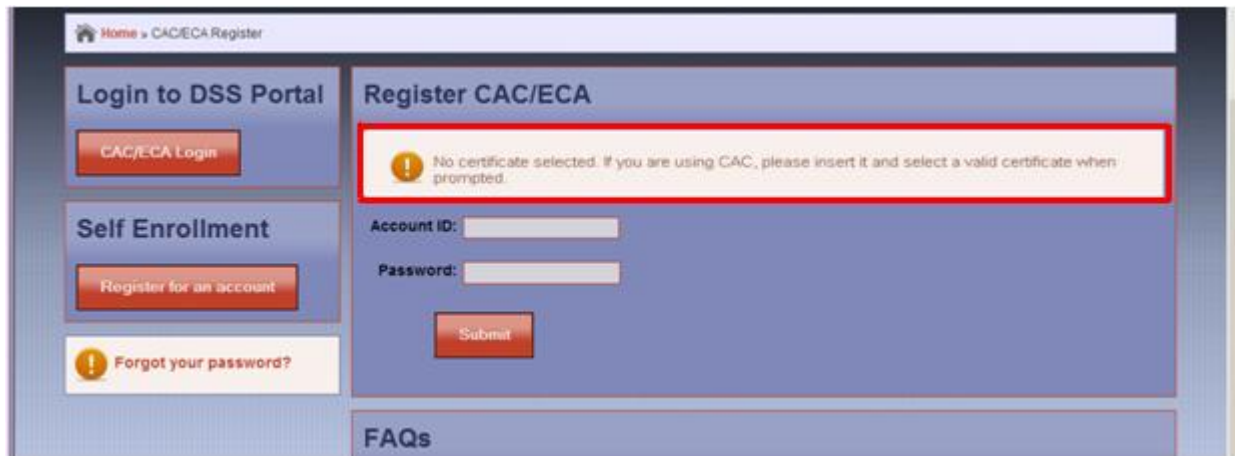 Home » CAC/ECA Register
Login to DSS Portal
CAC/ECA Login
Self Enrollment
Register for an account
Forgot your password?
Register CAC/ECA
No certificate selected. If you are using CAC, please insert it and select a valid certificate when
prompted.
Account ID:
Password:
Submit
FAQs